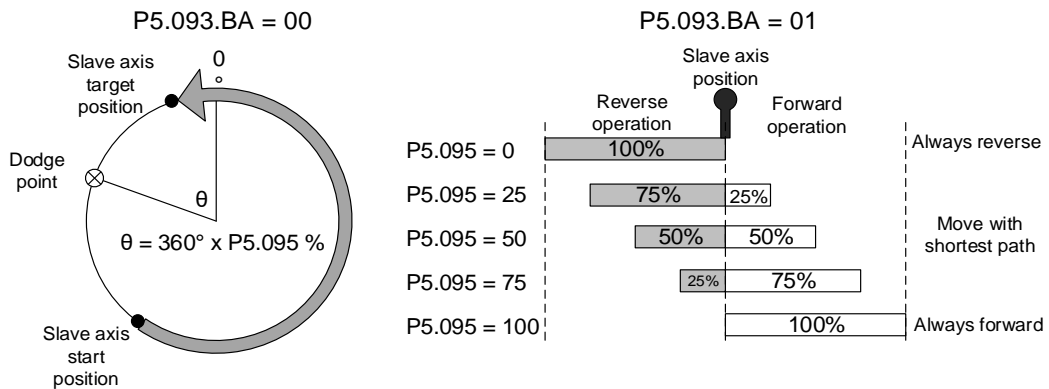 P5.093.BA = 00
0
°
Slave axis
target
position
Dodge
point
θ
θ = 360° x P5.095 %
Slave axis
start
position
P5.093.BA = 01
Slave axis
position
Reverse
operation
Forward
operation
P5.095 = 0
100%
Always reverse
P5.095 = 25
75%
25%
P5.095 = 50
50%
50%
Move with
shortest path
P5.095 = 75
25%
75%
P5.095 = 100
100%
Always forward